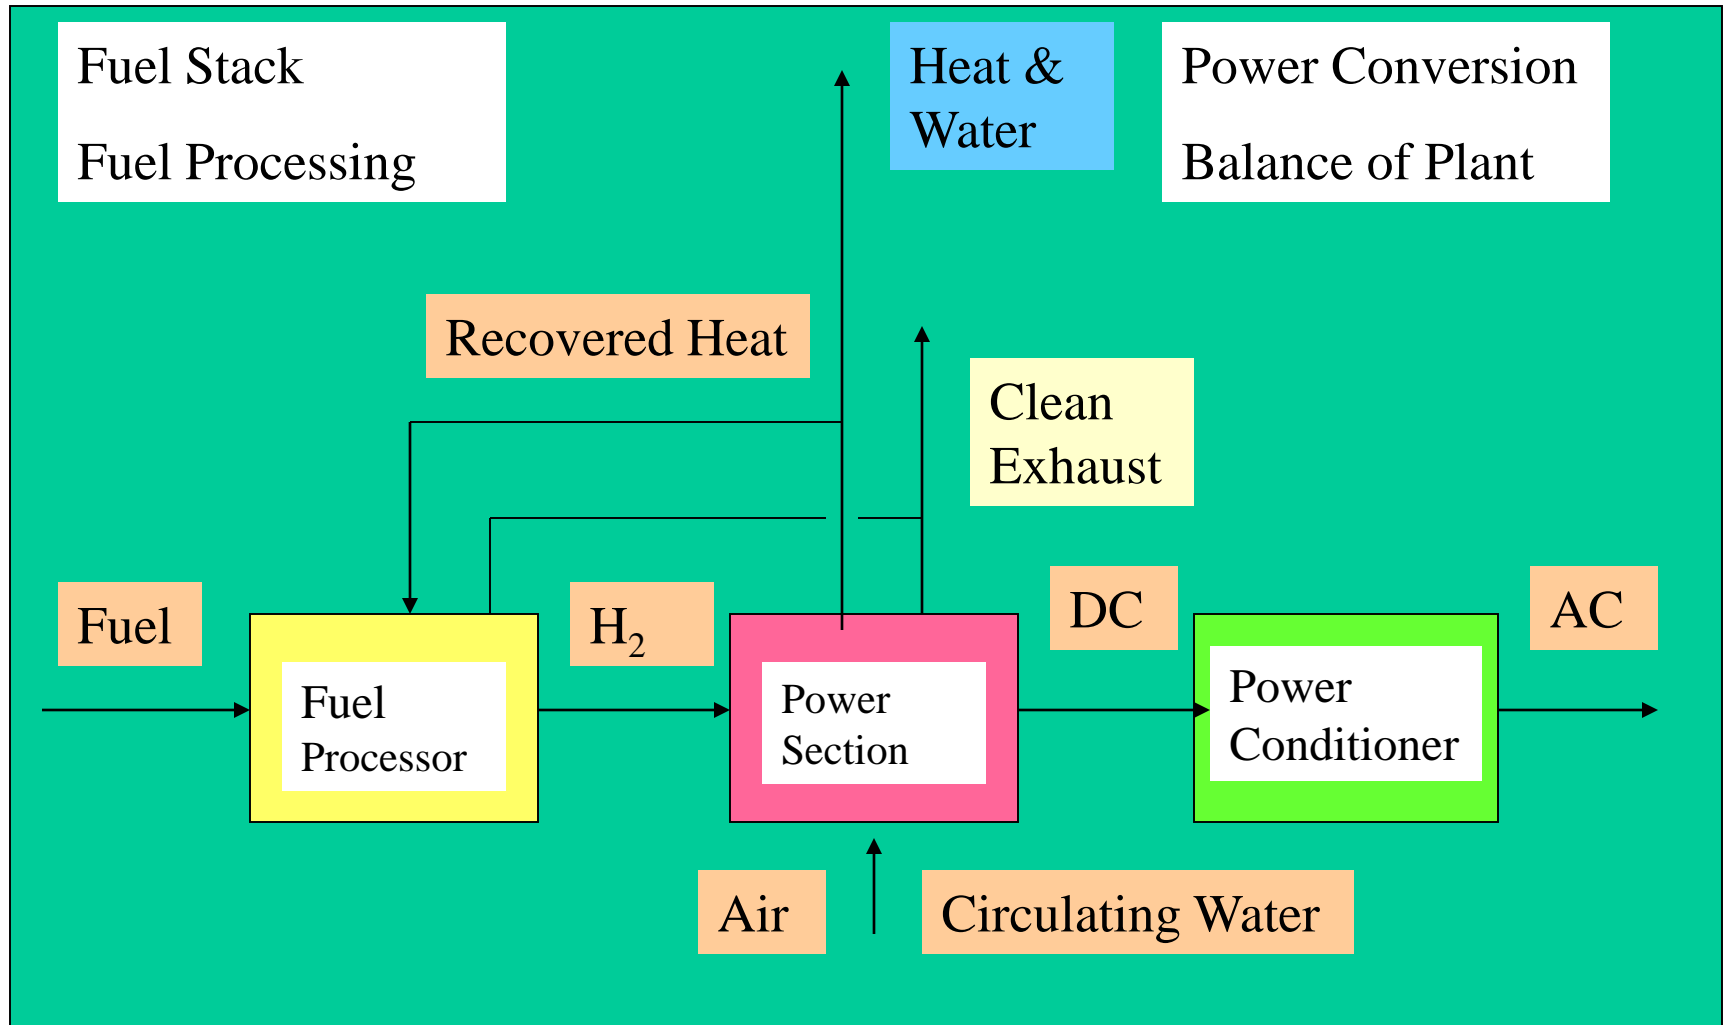 Fuel Stack
Fuel Processing
Heat &
Water
Power Conversion
Balance of Plant
Recovered Heat
Clean
Exhaust
Fuel
H₂
DC
AC
Fuel
Processor
Power
Section
Power
Conditioner
Air
Circulating Water